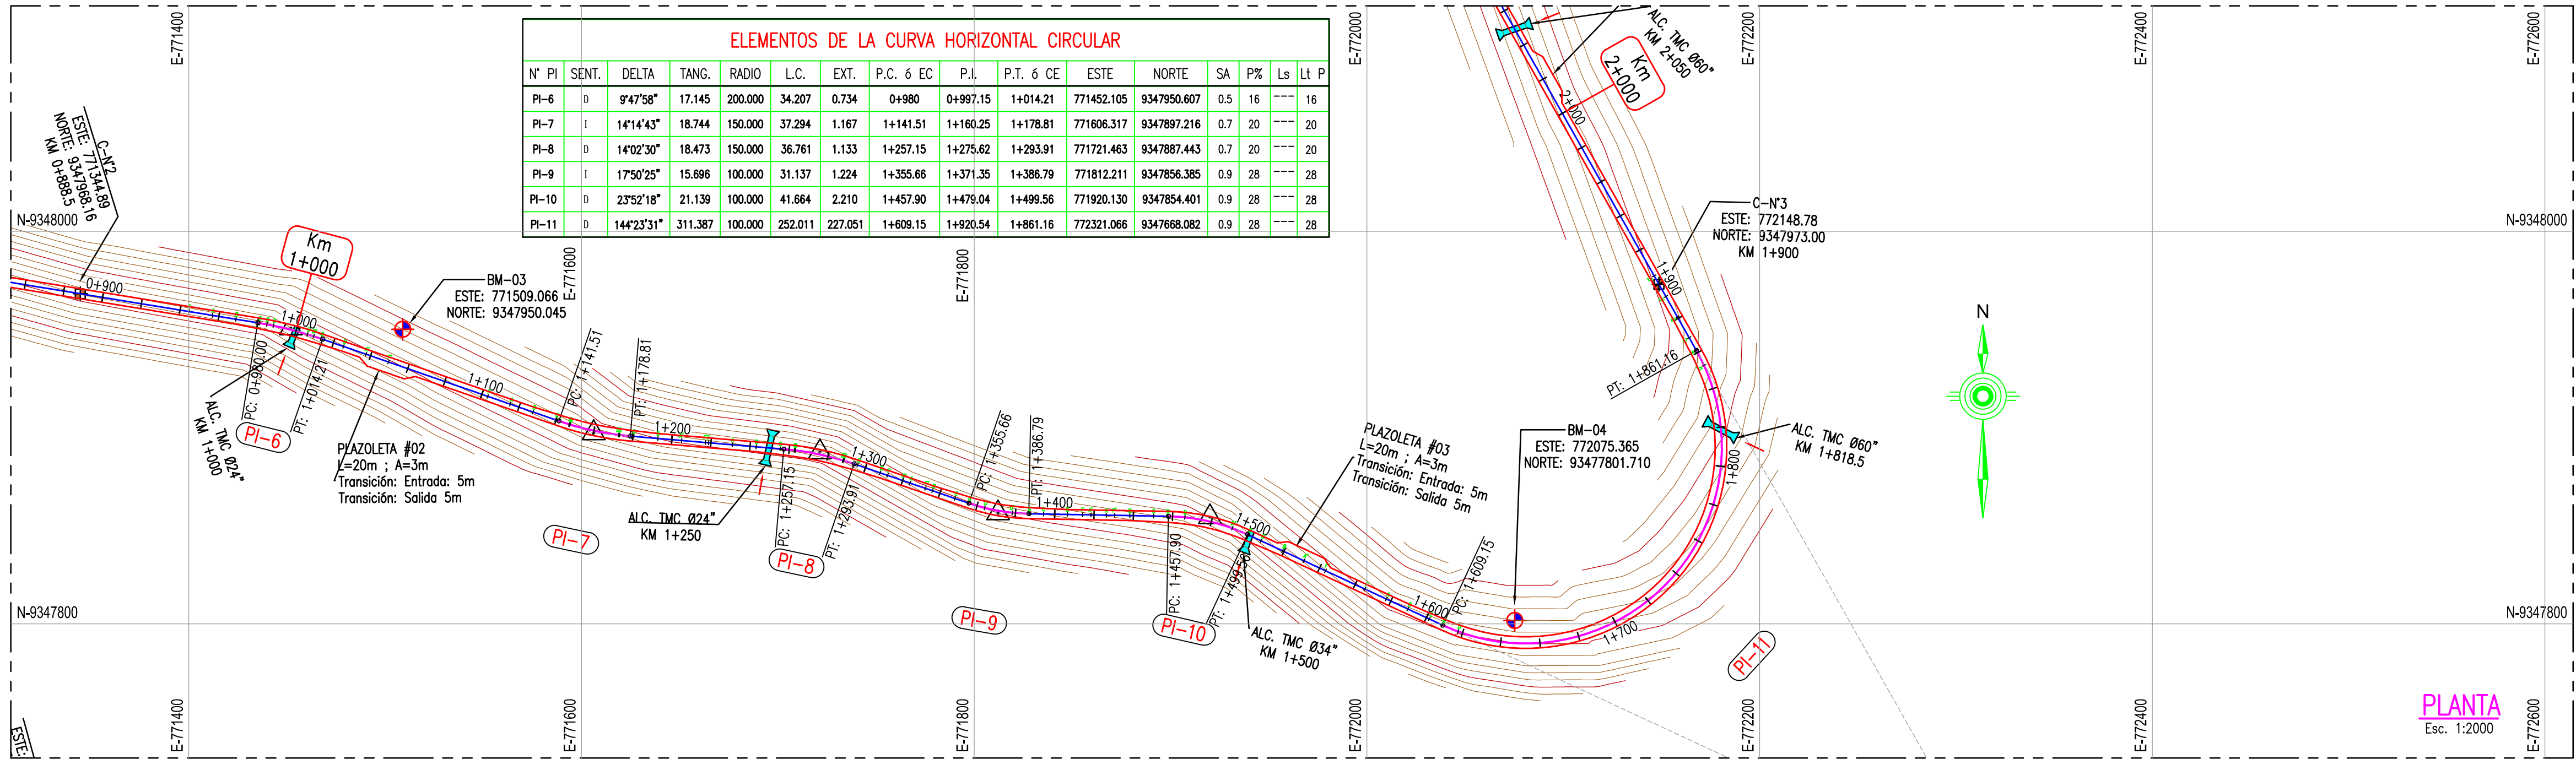 ELEMENTOS DE LA CURVA HORIZONTAL CIRCULAR
N° PI SENT. DELTA TANG. RADIO L.C. EXT. P.C. ó EC P.I. P.T. ó CE ESTE NORTE SA P% Ls Lt P
PI-6 D 9°47'58" 17.145 200.000 34.207 0.734 0+980 0+997.15 1+014.21 771452.105 9347950.607 0.5 16 --- 16
PI-7 I 14°14'43" 18.744 150.000 37.294 1.167 1+141.51 1+160.25 1+178.81 771606.317 9347897.216 0.7 20 --- 20
PI-8 D 14°02'30" 18.473 150.000 36.761 1.133 1+257.15 1+275.62 1+293.91 771721.463 9347887.443 0.7 20 --- 20
PI-9 I 17°50'25" 15.696 100.000 31.137 1.224 1+355.66 1+371.35 1+386.79 771812.211 9347856.385 0.9 28 --- 28
PI-10 D 23°52'18" 21.139 100.000 41.664 2.210 1+457.90 1+479.04 1+499.56 771920.130 9347854.401 0.9 28 --- 28
PI-11 D 144°23'31" 311.387 100.000 252.011 227.051 1+609.15 1+920.54 1+861.16 772321.066 9347668.082 0.9 28 --- 28
E-771400
E-772000
E-772200
E-772400
E-772600
E-771600
E-771800
N-9348000
N-9348000
C-N°2
ESTE: 771344.89
NORTE: 9347968.16
KM 0+888.5
0+900
Km
1+000
1+000
BM-03
ESTE: 771509.066
NORTE: 9347950.045
PC: 0+980.00
PT: 1+014.21
ALC. TMC Ø24"
KM 1+000
PI-6
PLAZOLETA #02
L=20m ; A=3m
Transición: Entrada: 5m
Transición: Salida 5m
1+100
PC: 1+141.51
PT: 1+178.81
PI-7
1+200
ALC. TMC Ø24"
KM 1+250
PC: 1+257.15
PT: 1+293.91
PI-8
1+300
PC: 1+355.66
PT: 1+386.79
PI-9
1+400
PC: 1+457.90
PT: 1+499.56
PI-10
1+500
ALC. TMC Ø34"
KM 1+500
PLAZOLETA #03
L=20m ; A=3m
Transición: Entrada: 5m
Transición: Salida 5m
1+600
PC: 1+609.15
BM-04
ESTE: 772075.365
NORTE: 93477801.710
1+700
PI-11
1+800
ALC. TMC Ø60"
KM 1+818.5
PT: 1+861.16
1+900
C-N°3
ESTE: 772148.78
NORTE: 9347973.00
KM 1+900
2+000
Km
2+000
ALC. TMC Ø60"
KM 2+050
N
N-9347800
N-9347800
E-771400
E-771600
E-771800
E-772000
E-772200
E-772400
E-772600
ESTE:
PLANTA
Esc. 1:2000